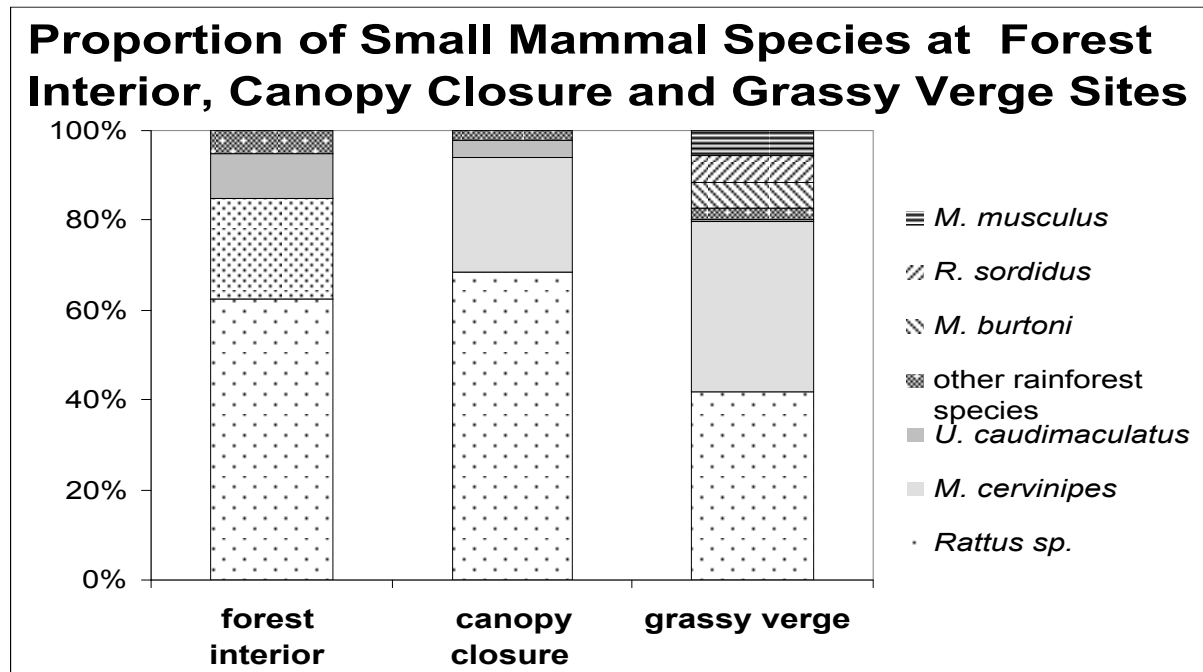 Proportion of Small Mammal Species at Forest
Interior, Canopy Closure and Grassy Verge Sites
100%
80%
60%
40%
20%
0%
forest
interior
canopy
closure
grassy verge
M. musculus
R. sordidus
M. burtoni
other rainforest
species
U. caudimaculatus
M. cervinipes
Rattus sp.